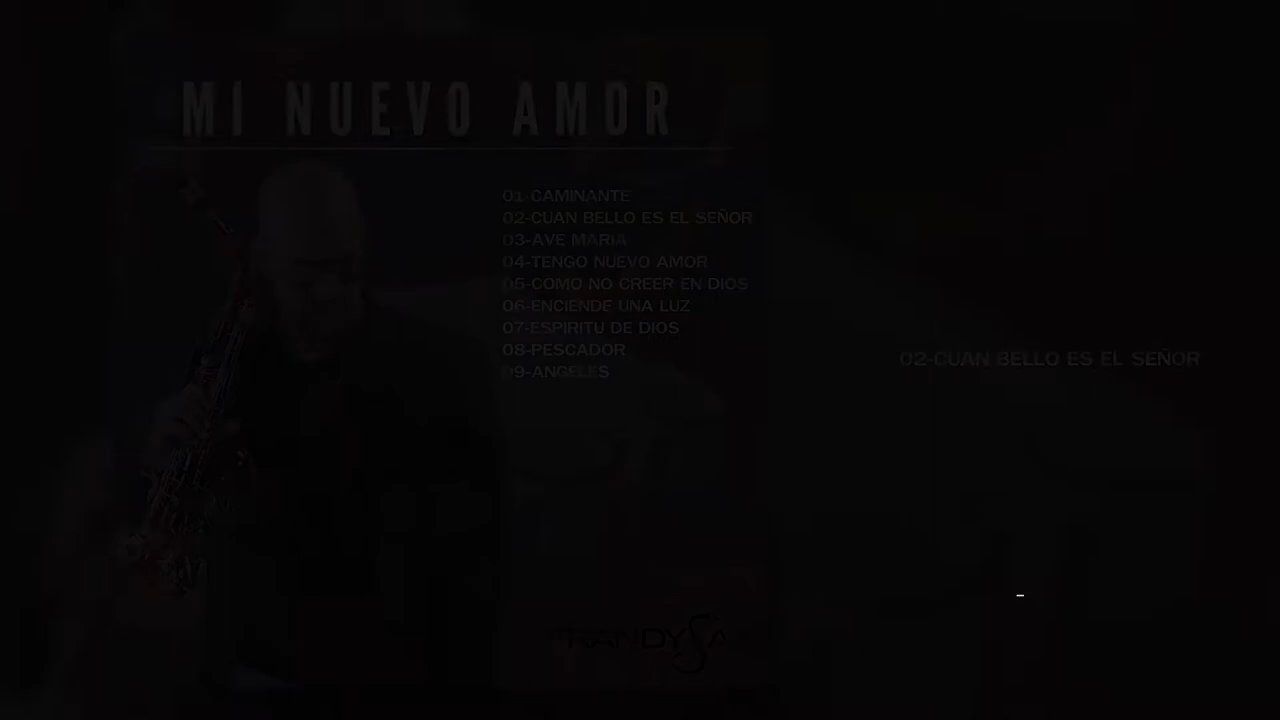 MI NUEVO AMOR
01-CAMINANTE
02-CUAN BELLO ES EL SEÑOR
03-AVE MARIA
04-TENGO NUEVO AMOR
05-COMO NO CREER EN DIOS
06-ENCIENDE UNA LUZ
07-ESPIRITU DE DIOS
08-PESCADOR
09-ANGELES
02-CUAN BELLO ES EL SEÑOR